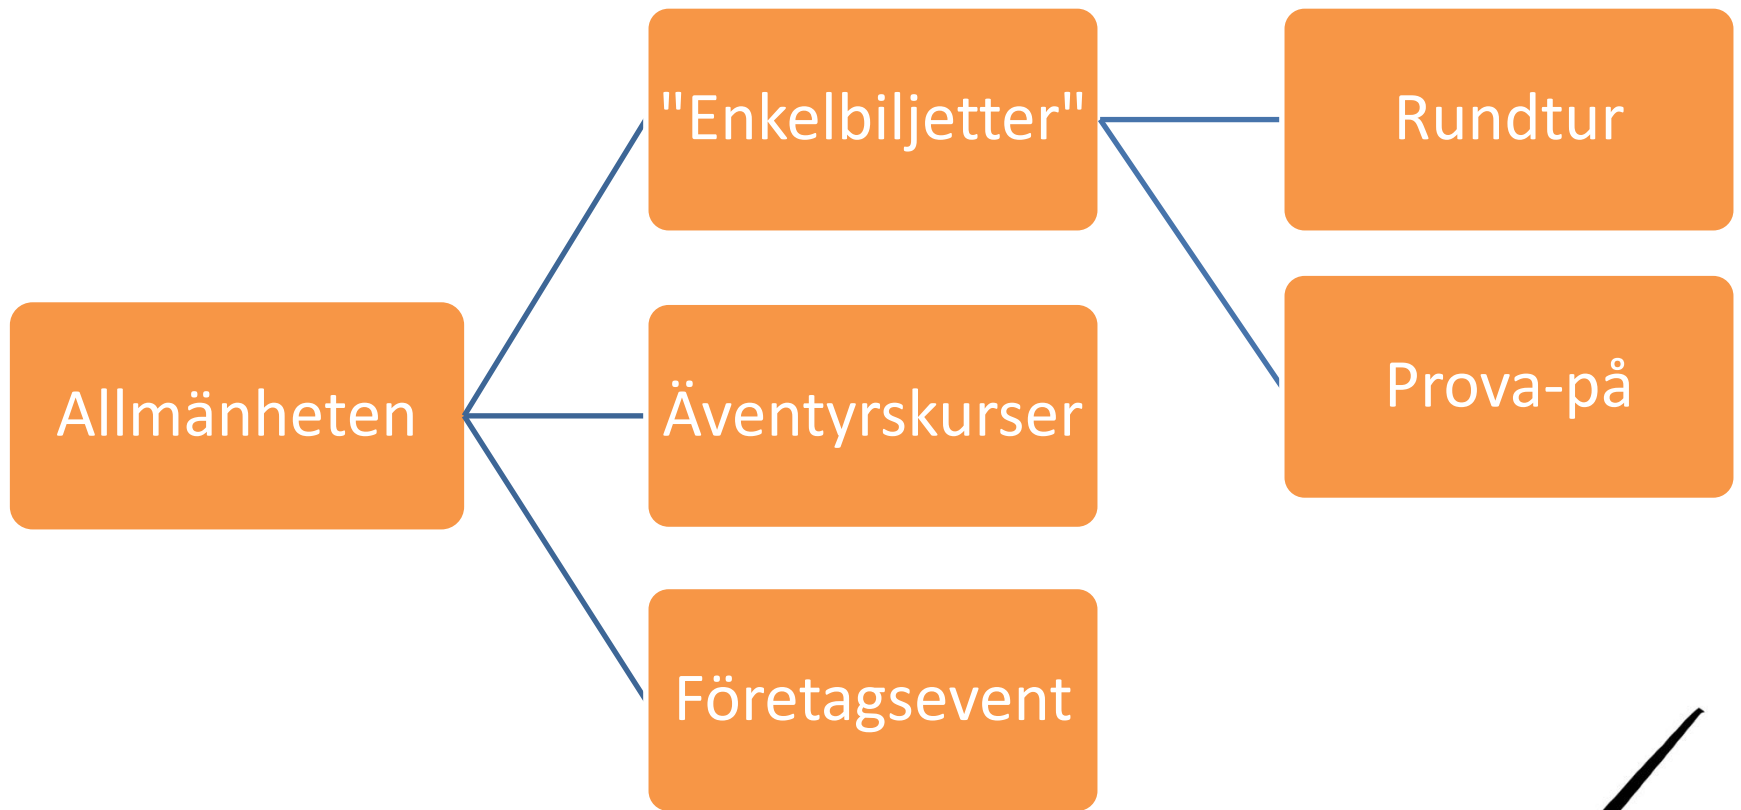 "Enkelbiljetter"
Rundtur
Prova-på
Allmänheten
Äventyrskurser
Företagsevent